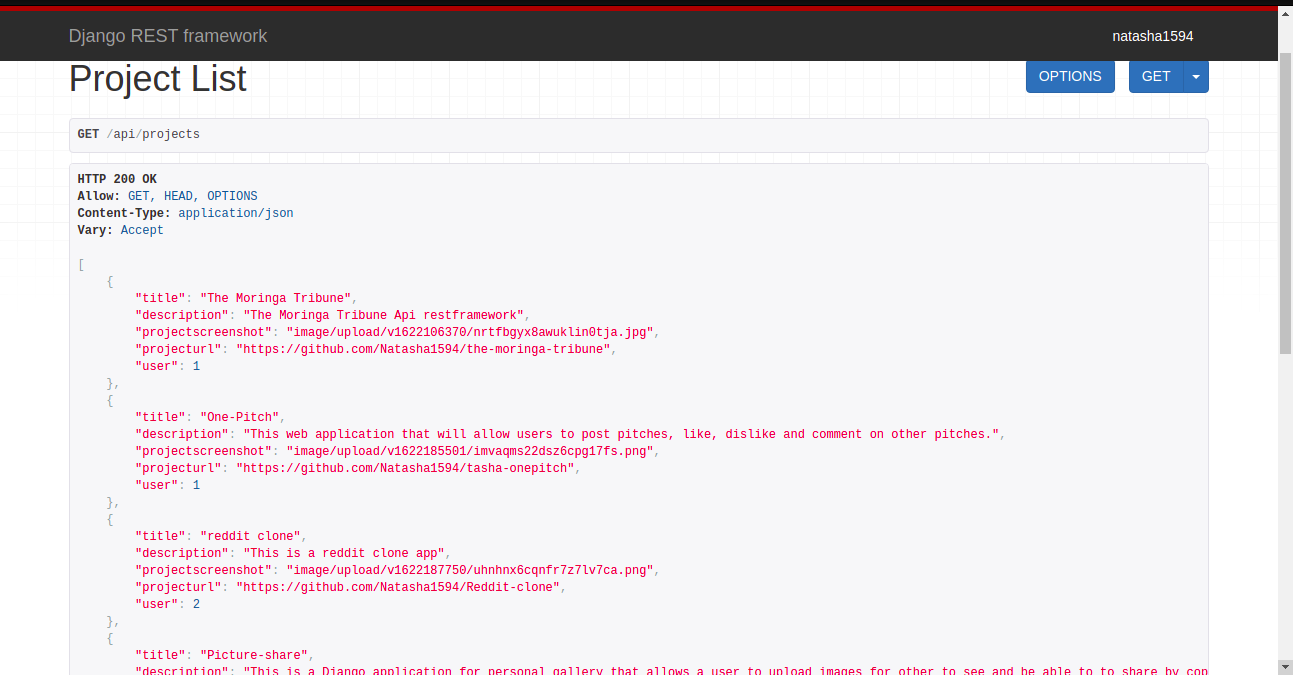 Django REST framework
natasha1594
Project List
OPTIONS
GET
GET /api/projects
HTTP 200 OK
Allow: GET, HEAD, OPTIONS
Content-Type: application/json
Vary: Accept
[
{
"title": "The Moringa Tribune",
"description": "The Moringa Tribune Api restframework",
"projectscreenshot": "image/upload/v1622106370/nrtfbgyx8awuklin0tja.jpg",
"projecturl": "https://github.com/Natasha1594/the-moringa-tribune",
"user": 1
},
{
"title": "One-Pitch",
"description": "This web application that will allow users to post pitches, like, dislike and comment on other pitches.",
"projectscreenshot": "image/upload/v1622185501/imvaqms22dsz6cpg17fs.png",
"projecturl": "https://github.com/Natasha1594/tasha-onepitch",
"user": 1
},
{
"title": "reddit clone",
"description": "This is a reddit clone app",
"projectscreenshot": "image/upload/v1622187750/uhnhnx6cqnfr7z7lv7ca.png",
"projecturl": "https://github.com/Natasha1594/Reddit-clone",
"user": 2
},
{
"title": "Picture-share",
"description": "This is a Django application for personal gallery that allows a user to upload images for other to see and be able to to share by cop